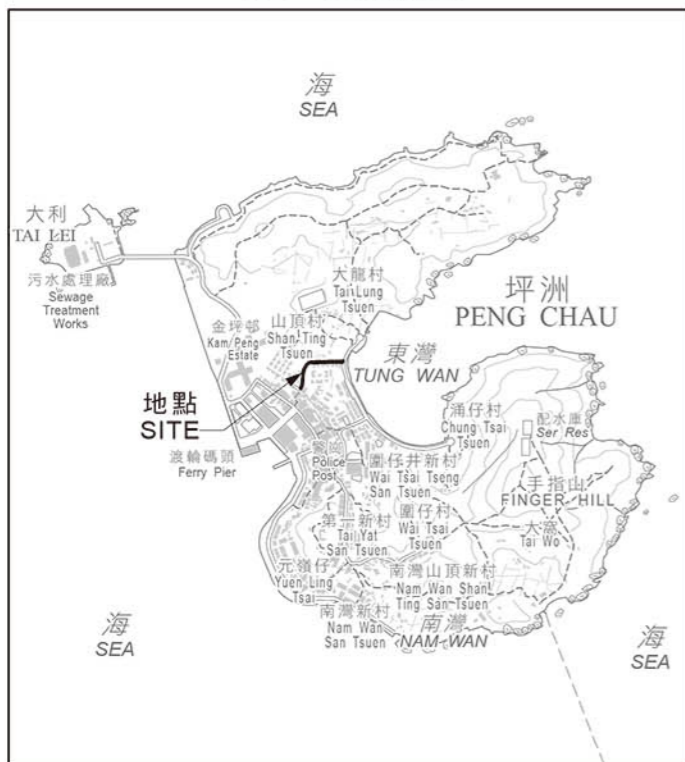 海
SEA
大利
TAI LEI
污水處理廠
Sewage
Treatment
Works
大龍村
Tai Lung
Tsuen
坪洲
PENG CHAU
金坪邨
Kam Peng
Estate
山頂村
Shan Ting
Tsuen
東灣
TUNG WAN
地點
SITE
渡輪碼頭
Ferry Pier
警崗
Police
Post
涌仔村
Chung Tsai
Tsuen
配水庫
Ser Res
圍仔井新村
Wai Tsai Tseng
San Tsuen
手指山
FINGER HILL
第一新村
Tai Yat
San Tsuen
圍仔村
Wai Tsai
Tsuen
大窩
Tai Wo
元嶺仔
Yuen Ling
Tsai
南灣山頂新村
Nam Wan Shan
Ting San Tsuen
南灣新村
Nam Wan
San Tsuen
南灣
NAM WAN
海
SEA
海
SEA